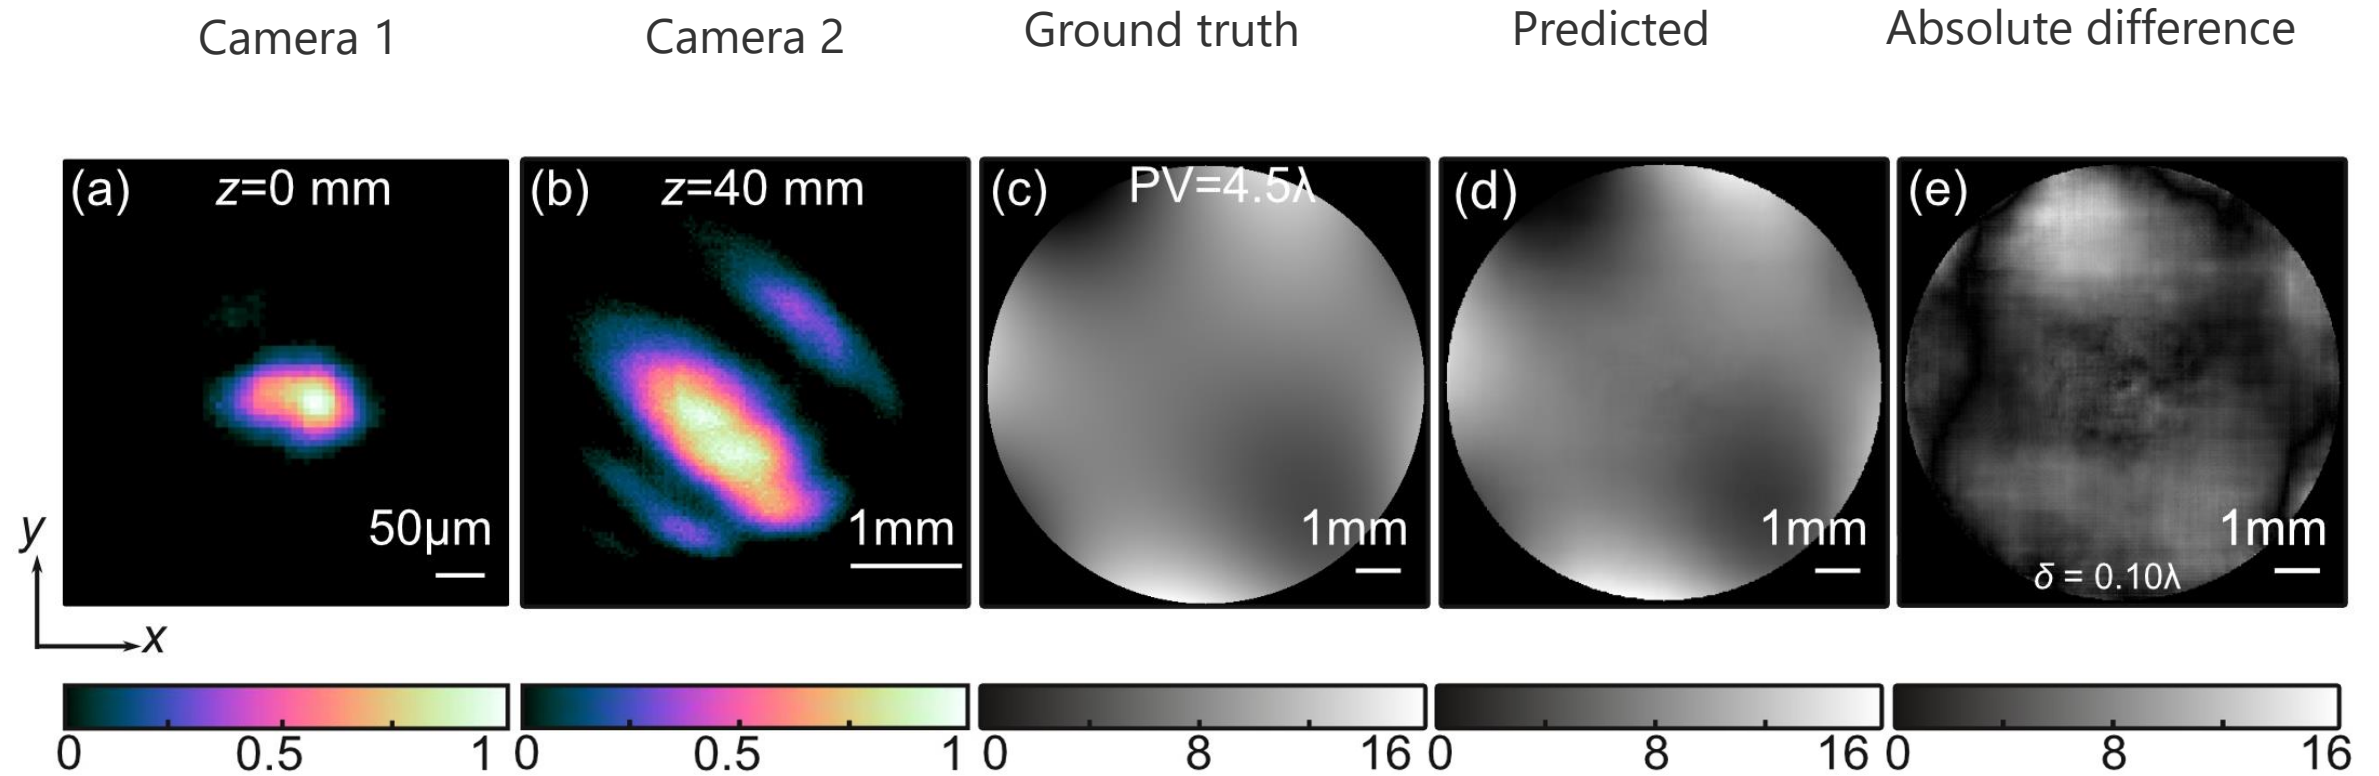 Camera 1
Camera 2
Ground truth
Predicted
Absolute difference
(a)
z=0 mm
50μm
(b)
z=40 mm
1mm
(c)
PV=4.5λ
1mm
(d)
1mm
(e)
1mm
δ = 0.10λ
y
x
0 0.5 1
0 0.5 1
0 8 16
0 8 16
0 8 16